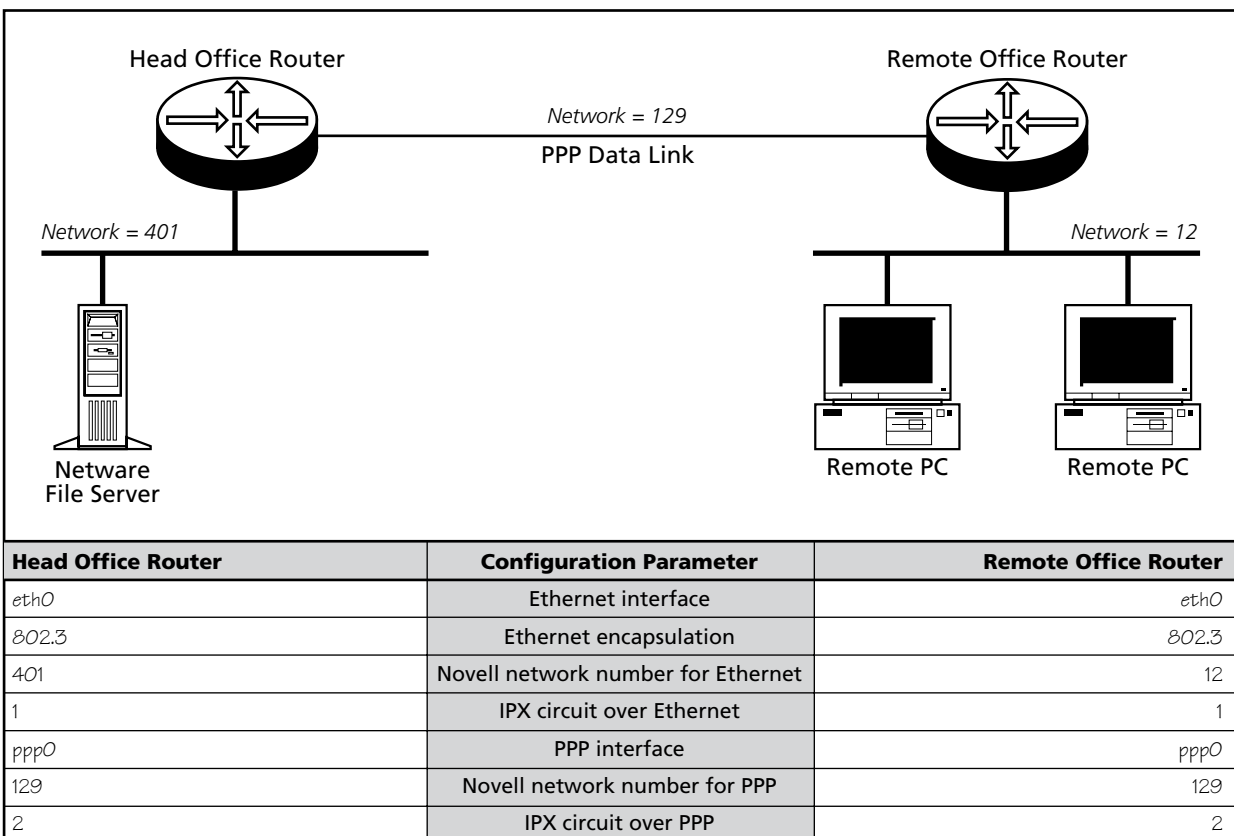 Head Office Router
Remote Office Router
Network = 129
PPP Data Link
Network = 401
Network = 12
Netware
File Server
Remote PC
Remote PC
Head Office Router Configuration Parameter Remote Office Router
eth0 Ethernet interface eth0
802.3 Ethernet encapsulation 802.3
401 Novell network number for Ethernet 12
1 IPX circuit over Ethernet 1
ppp0 PPP interface ppp0
129 Novell network number for PPP 129
2 IPX circuit over PPP 2